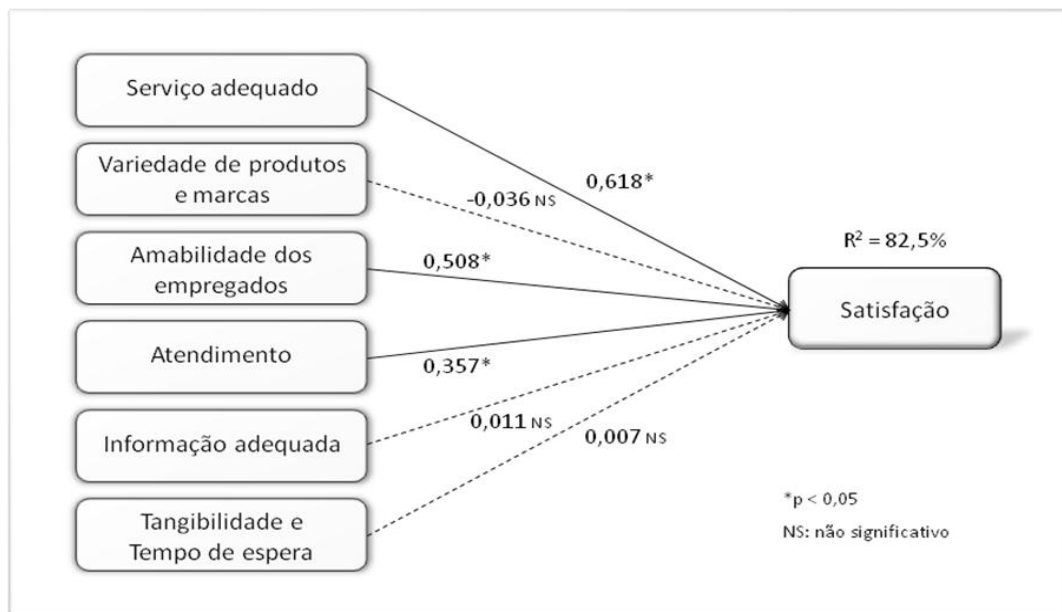 Serviço adequado
Variedade de produtos
e marcas
Amabilidade dos
empregados
Atendimento
Informação adequada
Tangibilidade e
Tempo de espera
0,618*
-0,036 NS
0,508*
0,357*
0,011 NS
0,007 NS
R² = 82,5%
Satisfação
*p < 0,05
NS: não significativo